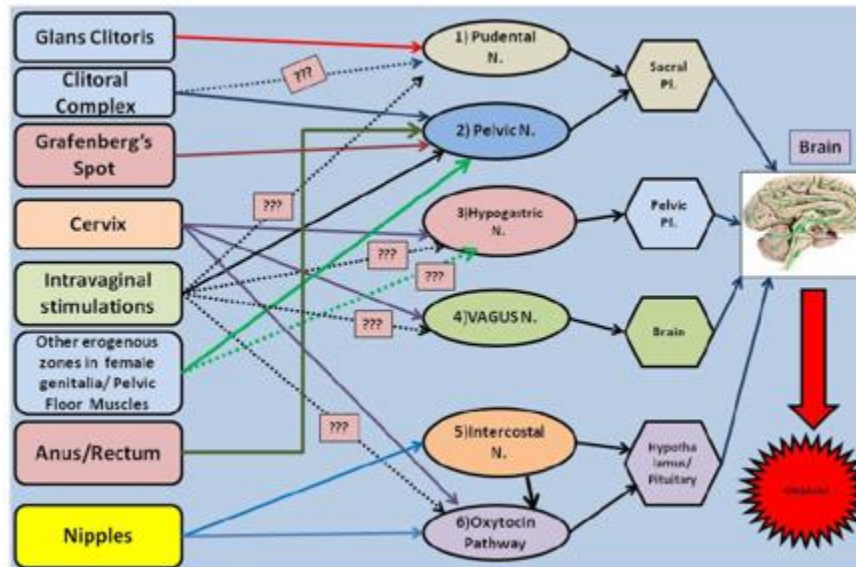 Glans Clitoris
Clitoral
Complex
Grafenberg's
Spot
Cervix
Intravaginal
stimulations
Other erogenous
zones in female
genitalia/ Pelvic
Floor Muscles
Anus/Rectum
Nipples
???
???
???
???
???
???
1) Pudental
N.
2) Pelvic N.
3)Hypogastric
N.
4)VAGUS N.
5)Intercostal
N.
6)Oxytocin
Pathway
Sacral
Pl.
Pelvic
Pl.
Brain
Hypotha
lamus/
Pituitary
Brain